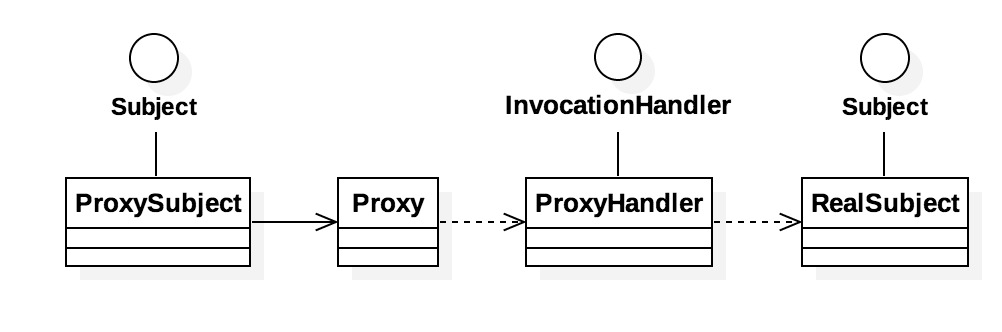 Subject
InvocationHandler
Subject
ProxySubject
Proxy
ProxyHandler
RealSubject